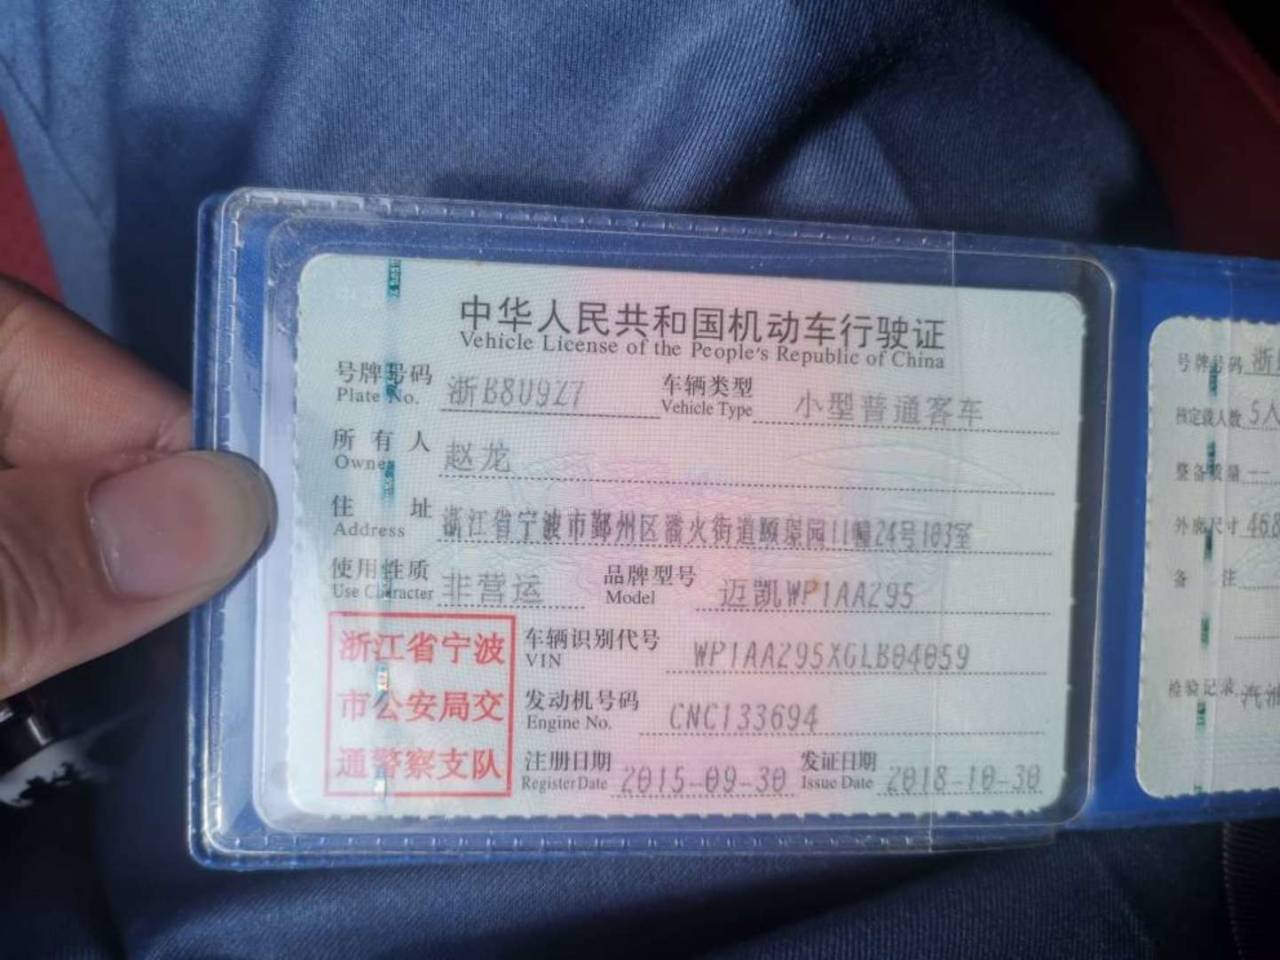 中华人民共和国机动车行驶证
Vehicle License of the People's Republic of China
号牌号码 浙B8U9Z7 车辆类型 小型普通客车
Plate No. Vehicle Type
所有人 赵龙
Owner
住址 浙江省宁波市鄞州区潘火街道颐景园11幢24号103室
Address
使用性质 非营运 品牌型号 迈凯WP1AA295
Use Character Model
浙江省宁波
市公安局交
通警察支队
车辆识别代号 WP1AA295XGLB04059
VIN
发动机号码 CNC133694
Engine No.
注册日期 2015-09-30 发证日期 2018-10-30
Register Date Issue Date
号牌号码 浙
核定载人数 5人
整备质量
外廓尺寸 
备注
检验记录 汽油